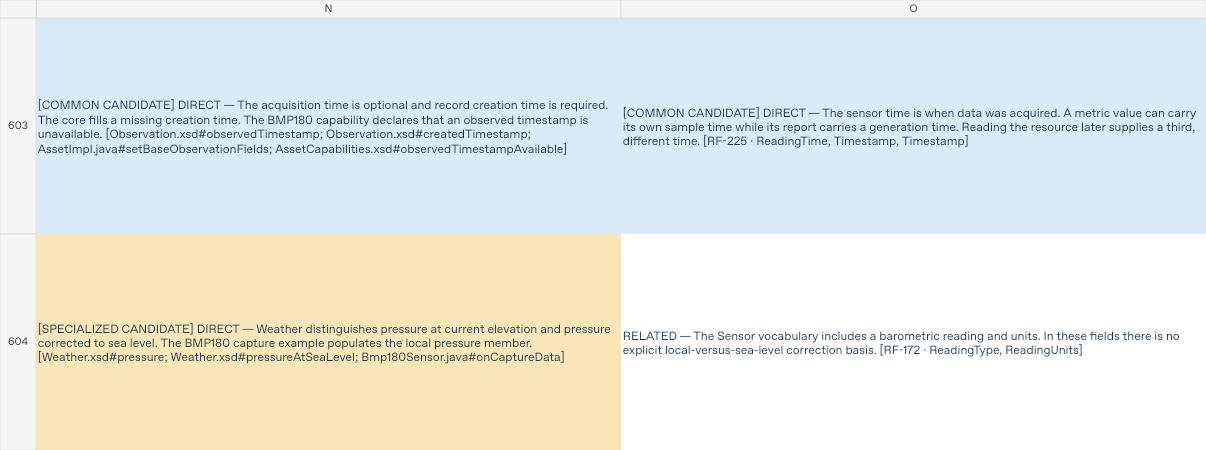 N
O
603
[COMMON CANDIDATE] DIRECT — The acquisition time is optional and record creation time is required.
The core fills a missing creation time. The BMP180 capability declares that an observed timestamp is
unavailable. [Observation.xsd#observedTimestamp; Observation.xsd#createdTimestamp;
AssetImpl.java#setBaseObservationFields; AssetCapabilities.xsd#observedTimestampAvailable]
[COMMON CANDIDATE] DIRECT — The sensor time is when data was acquired. A metric value can carry
its own sample time while its report carries a generation time. Reading the resource later supplies a third,
different time. [RF-225 · ReadingTime, Timestamp, Timestamp]
604
[SPECIALIZED CANDIDATE] DIRECT — Weather distinguishes pressure at current elevation and pressure
corrected to sea level. The BMP180 capture example populates the local pressure member.
[Weather.xsd#pressure; Weather.xsd#pressureAtSeaLevel; Bmp180Sensor.java#onCaptureData]
RELATED — The Sensor vocabulary includes a barometric reading and units. In these fields there is no
explicit local-versus-sea-level correction basis. [RF-172 · ReadingType, ReadingUnits]